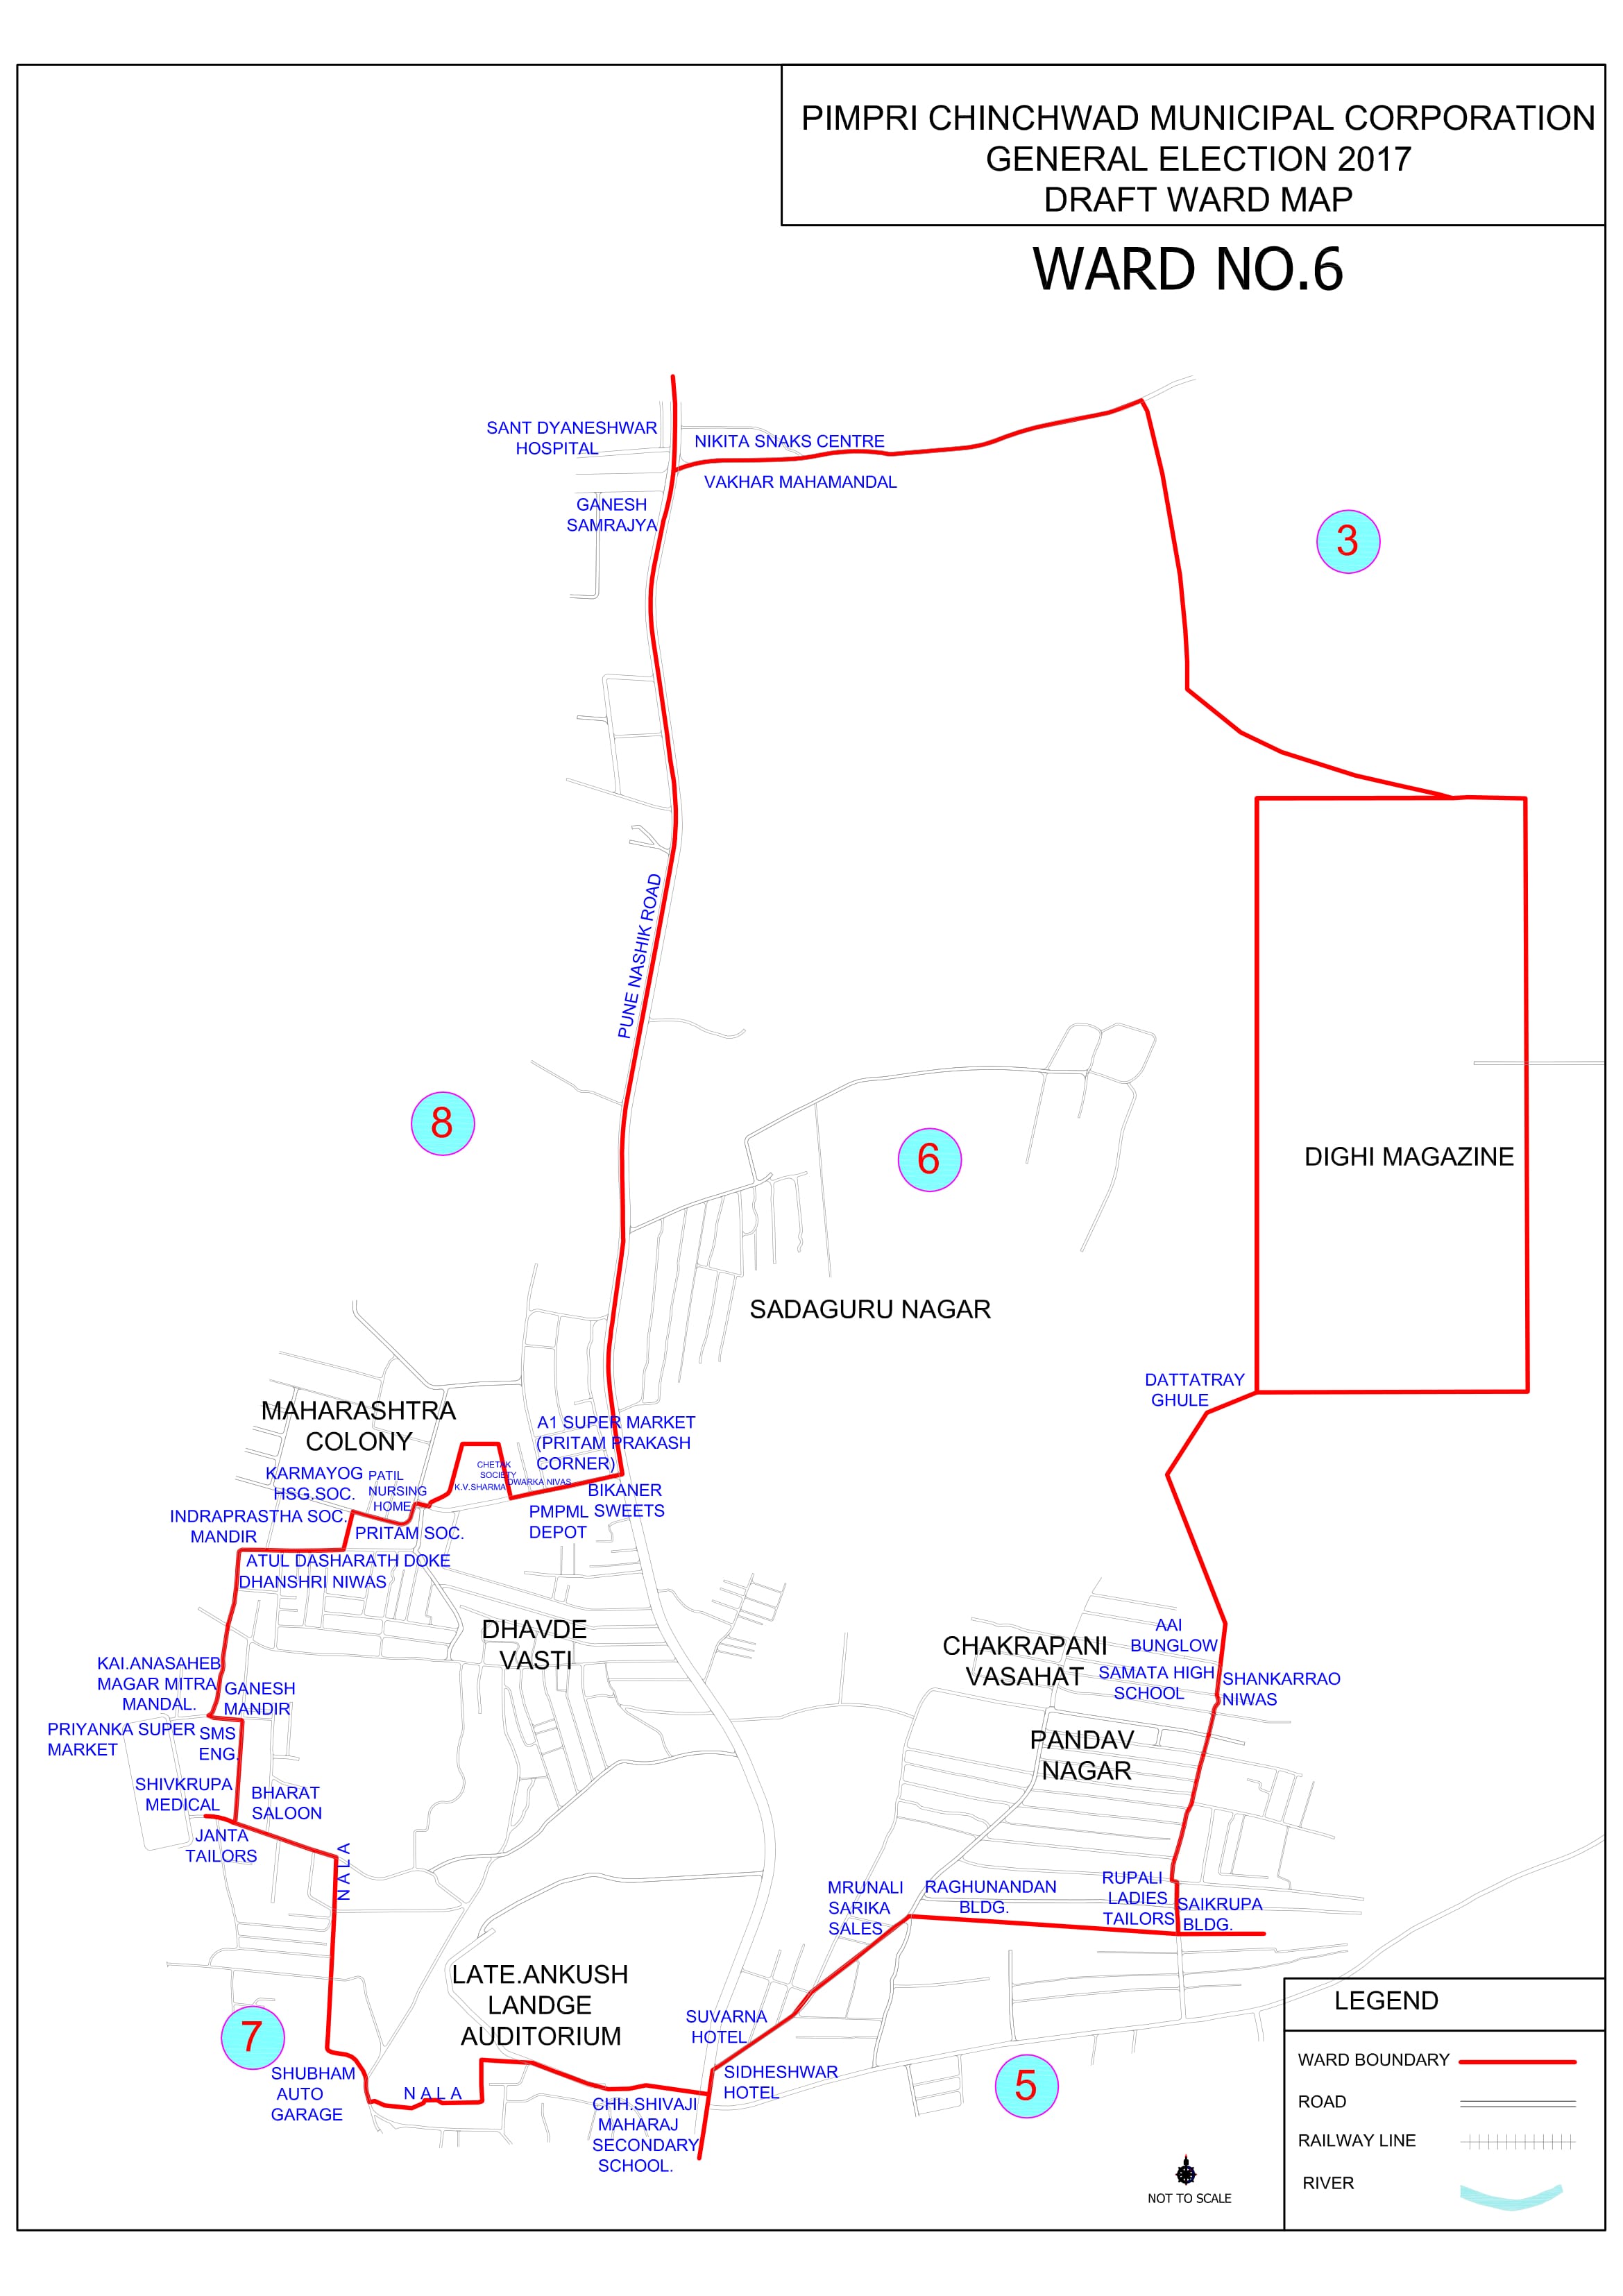 PIMPRI CHINCHWAD MUNICIPAL CORPORATION
GENERAL ELECTION 2017
DRAFT WARD MAP
WARD NO.6
SANT DYANESHWAR
HOSPITAL
NIKITA SNAKS CENTRE
VAKHAR MAHAMANDAL
GANESH
SAMRAJYA
3
PUNE NASHIK ROAD
8
6
DIGHI MAGAZINE
SADAGURU NAGAR
DATTATRAY
GHULE
MAHARASHTRA
COLONY
A1 SUPER MARKET
(PRITAM PRAKASH
CORNER)
CHETAK
SOCIETY
K.V.SHARMA
DWARKA NIVAS
KARMAYOG
HSG.SOC.
PATIL
NURSING
HOME
BIKANER
SWEETS
PMPML
DEPOT
INDRAPRASTHA SOC.
MANDIR
PRITAM SOC.
ATUL DASHARATH DOKE
DHANSHRI NIWAS
DHAVDE
VASTI
CHAKRAPANI
VASAHAT
AAI
BUNGLOW
SAMATA HIGH
SCHOOL
SHANKARRAO
NIWAS
KAI.ANASAHEB
MAGAR MITRA
MANDAL.
GANESH
MANDIR
PRIYANKA SUPER
MARKET
SMS
ENG.
PANDAV
NAGAR
SHIVKRUPA
MEDICAL
BHARAT
SALOON
JANTA
TAILORS
NALA
MRUNALI
SARIKA
SALES
RAGHUNANDAN
BLDG.
RUPALI
LADIES
TAILORS
SAIKRUPA
BLDG.
LATE.ANKUSH
LANDGE
AUDITORIUM
SUVARNA
HOTEL
7
SHUBHAM
AUTO
GARAGE
NALA
SIDHESHWAR
HOTEL
CHH.SHIVAJI
MAHARAJ
SECONDARY
SCHOOL.
5
NOT TO SCALE
LEGEND
WARD BOUNDARY
ROAD
RAILWAY LINE
RIVER